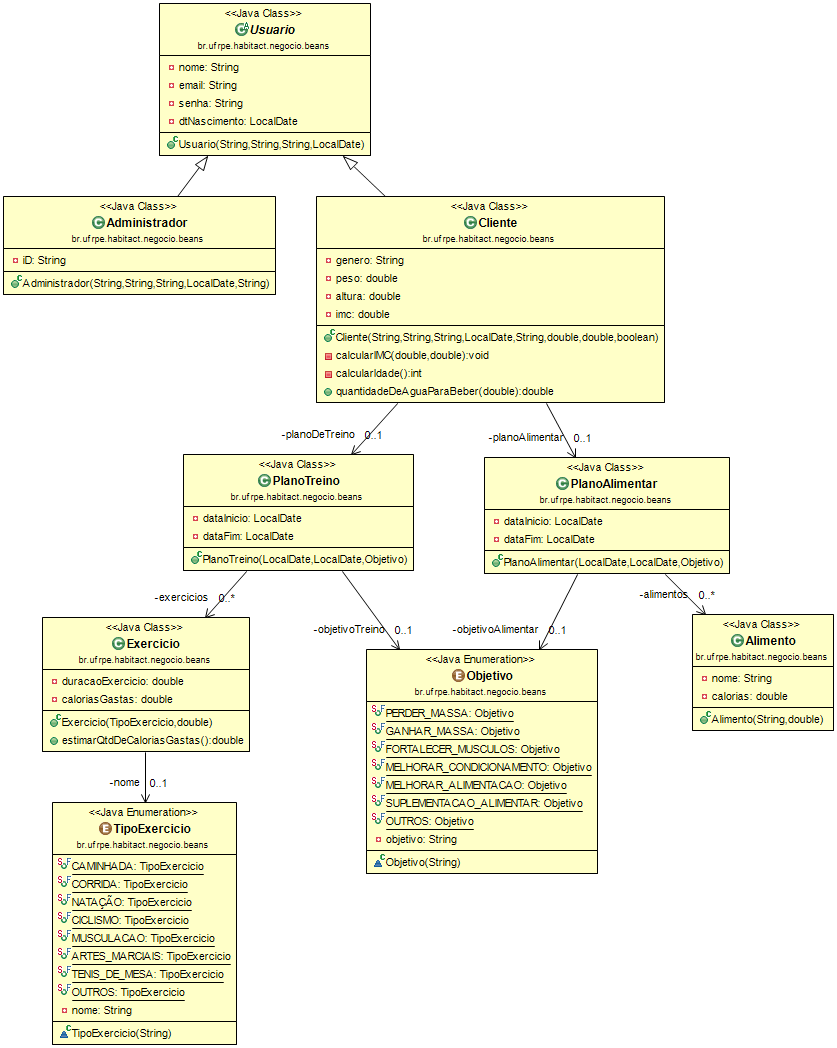 <<Java Class>>
Usuario
br.ufrpe.habitact.negocio.beans
nome: String
email: String
senha: String
dtNascimento: LocalDate
Usuario(String,String,String,LocalDate)
<<Java Class>>
Administrador
br.ufrpe.habitact.negocio.beans
iD: String
Administrador(String,String,String,LocalDate,String)
<<Java Class>>
Cliente
br.ufrpe.habitact.negocio.beans
genero: String
peso: double
altura: double
imc: double
Cliente(String,String,String,LocalDate,String,double,double,boolean)
calcularIMC(double,double):void
calcularIdade():int
quantidadeDeAguaParaBeber(double):double
-planoDeTreino 0..1
-planoAlimentar 0..1
<<Java Class>>
PlanoTreino
br.ufrpe.habitact.negocio.beans
dataInicio: LocalDate
dataFim: LocalDate
PlanoTreino(LocalDate,LocalDate,Objetivo)
<<Java Class>>
PlanoAlimentar
br.ufrpe.habitact.negocio.beans
dataInicio: LocalDate
dataFim: LocalDate
PlanoAlimentar(LocalDate,LocalDate,Objetivo)
-exercicios 0..*
-objetivoTreino 0..1
-objetivoAlimentar 0..1
-alimentos 0..*
<<Java Class>>
Exercicio
br.ufrpe.habitact.negocio.beans
duracaoExercicio: double
caloriasGastas: double
Exercicio(TipoExercicio,double)
estimarQtdDeCaloriasGastas():double
<<Java Enumeration>>
Objetivo
br.ufrpe.habitact.negocio.beans
PERDER_MASSA: Objetivo
GANHAR_MASSA: Objetivo
FORTALECER_MUSCULOS: Objetivo
MELHORAR_CONDICIONAMENTO: Objetivo
MELHORAR_ALIMENTACAO: Objetivo
SUPLEMENTACAO_ALIMENTAR: Objetivo
OUTROS: Objetivo
objetivo: String
Objetivo(String)
<<Java Class>>
Alimento
br.ufrpe.habitact.negocio.beans
nome: String
calorias: double
Alimento(String,double)
-nome 0..1
<<Java Enumeration>>
TipoExercicio
br.ufrpe.habitact.negocio.beans
CAMINHADA: TipoExercicio
CORRIDA: TipoExercicio
NATAÇÃO: TipoExercicio
CICLISMO: TipoExercicio
MUSCULACAO: TipoExercicio
ARTES_MARCIAIS: TipoExercicio
TENIS_DE_MESA: TipoExercicio
OUTROS: TipoExercicio
nome: String
TipoExercicio(String)